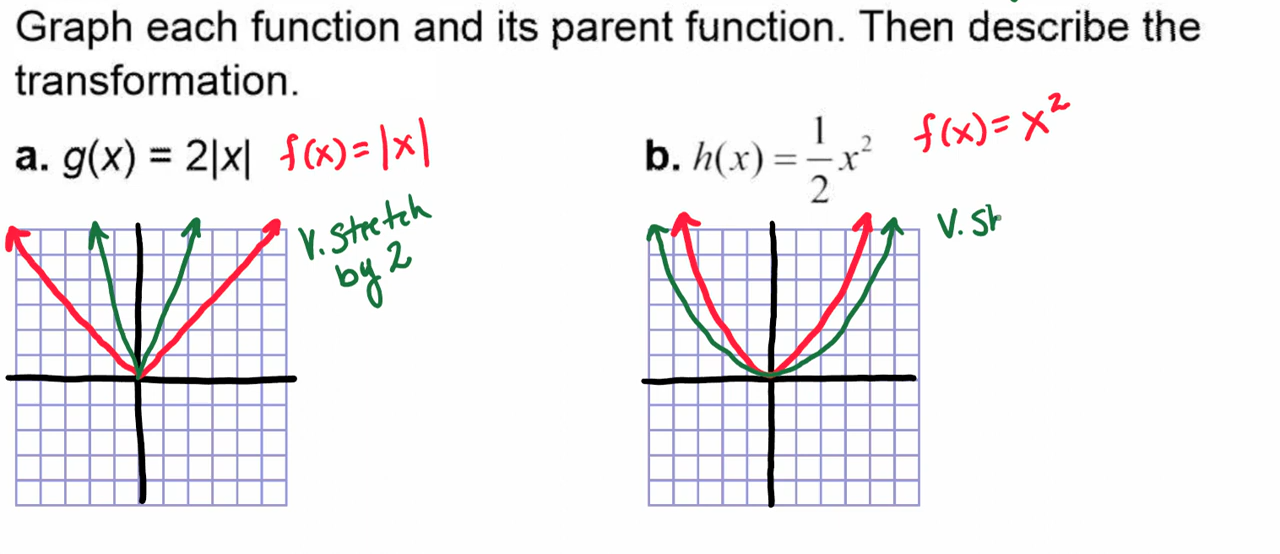 Graph each function and its parent function. Then describe the
transformation.
a. g(x) = 2|x| f(x)=|x|
b. h(x) = 1/2 x² f(x)=x²
V. Stretch
by 2
V. Sh